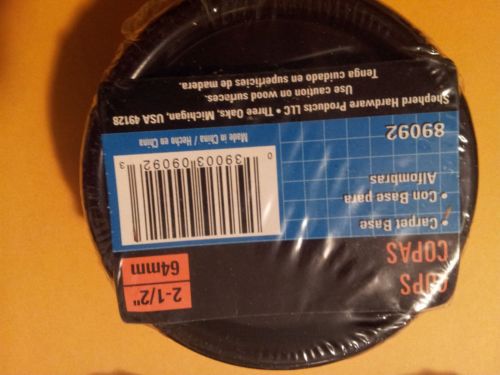 CUPS
COPAS
2-1/2"
64mm
• Carpet Base
• Con Base para
Alfombras
89092
0 39003 09092 3
Made in China / Hecho en China
Shepherd Hardware Products LLC • Three Oaks, Michigan, USA 49128
Use caution on wood surfaces.
Tenga cuidado en superficies de madera.